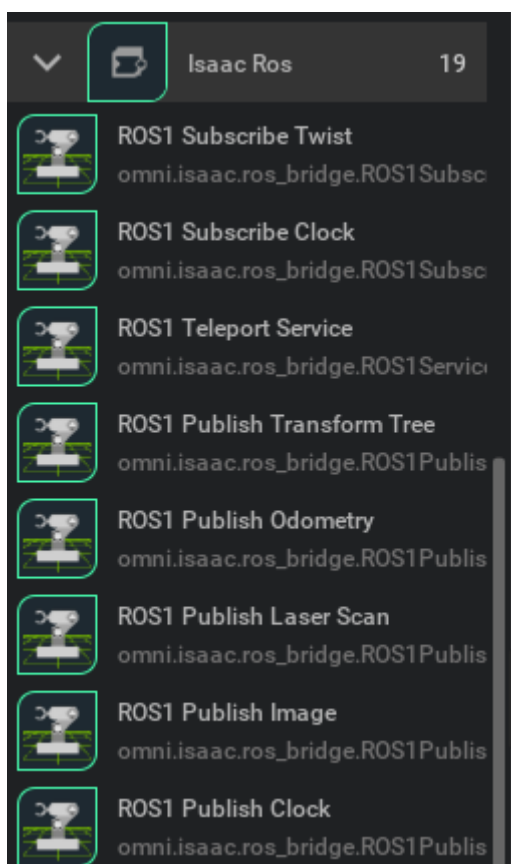 Isaac Ros 19
ROS1 Subscribe Twist
omni.isaac.ros_bridge.ROS1Subsc
ROS1 Subscribe Clock
omni.isaac.ros_bridge.ROS1Subsc
ROS1 Teleport Service
omni.isaac.ros_bridge.ROS1Servic
ROS1 Publish Transform Tree
omni.isaac.ros_bridge.ROS1Publis
ROS1 Publish Odometry
omni.isaac.ros_bridge.ROS1Publis
ROS1 Publish Laser Scan
omni.isaac.ros_bridge.ROS1Publis
ROS1 Publish Image
omni.isaac.ros_bridge.ROS1Publis
ROS1 Publish Clock
omni.isaac.ros_bridge.ROS1Publis